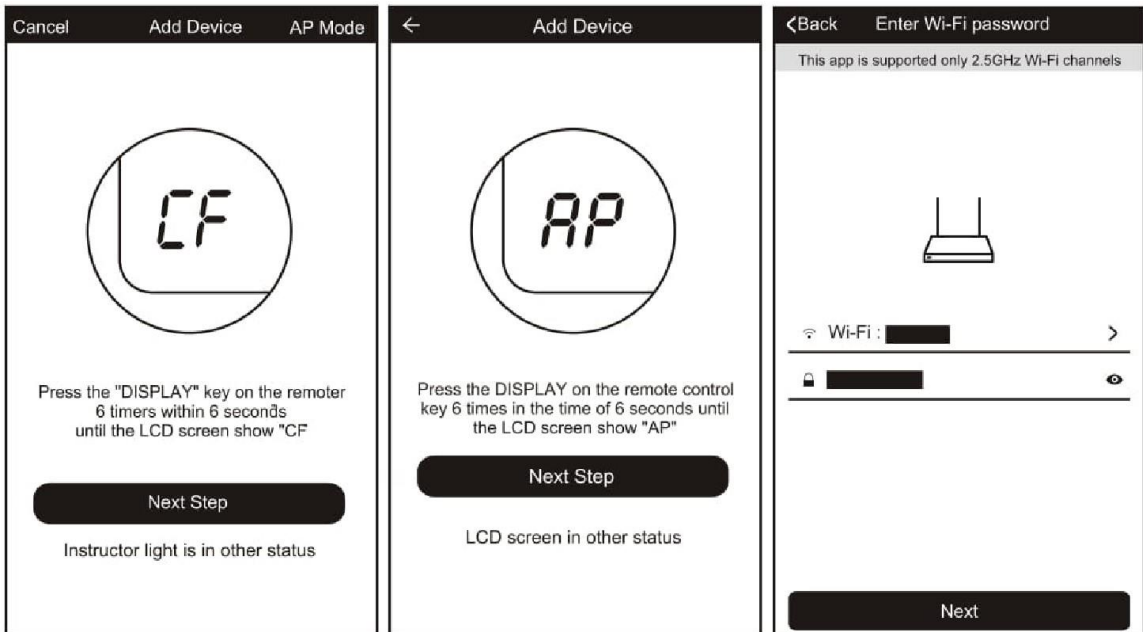 Cancel Add Device AP Mode
CF
Press the "DISPLAY" key on the remoter
6 timers within 6 seconds
until the LCD screen show "CF
Next Step
Instructor light is in other status
Add Device
AP
Press the DISPLAY on the remote control
key 6 times in the time of 6 seconds until
the LCD screen show "AP"
Next Step
LCD screen in other status
Back Enter Wi-Fi password
This app is supported only 2.5GHz Wi-Fi channels
Wi-Fi :
Next